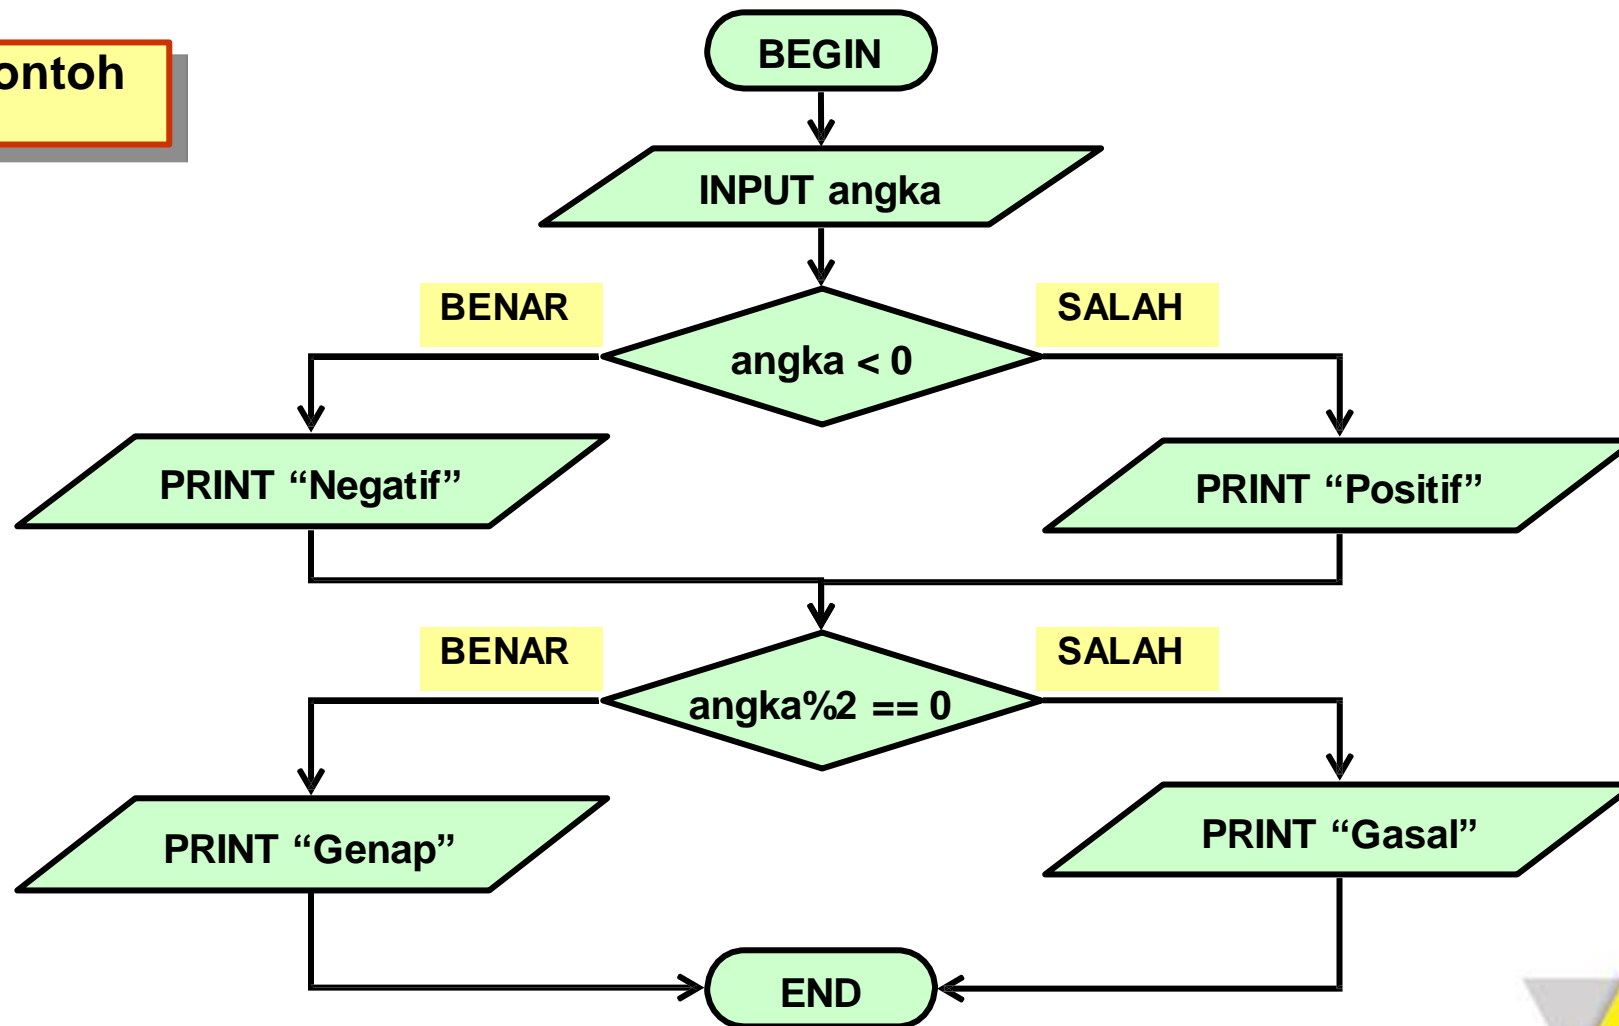 ontoh
BEGIN
INPUT angka
BENAR
SALAH
angka < 0
PRINT “Negatif”
PRINT “Positif”
BENAR
SALAH
angka%2 == 0
PRINT “Genap”
PRINT “Gasal”
END